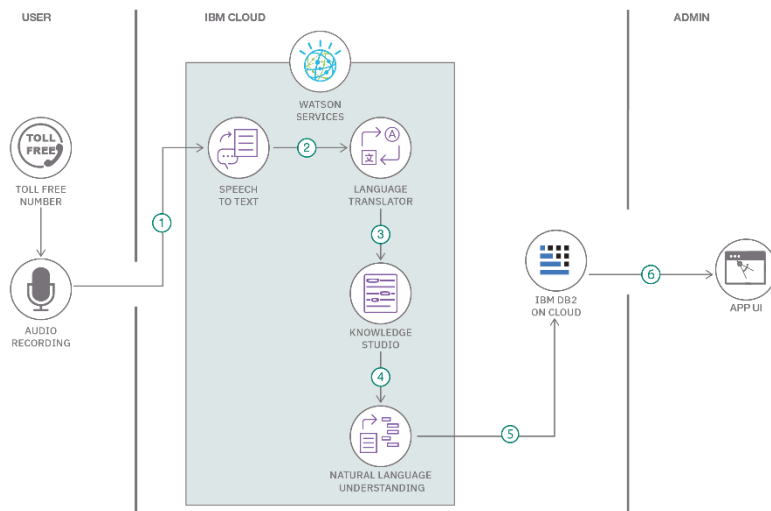 USER
IBM CLOUD
ADMIN
WATSON
SERVICES
TOLL
FREE
TOLL FREE
NUMBER
AUDIO
RECORDING
1
SPEECH
TO TEXT
2
A
文
LANGUAGE
TRANSLATOR
3
KNOWLEDGE
STUDIO
4
NATURAL LANGUAGE
UNDERSTANDING
5
IBM DB2
ON CLOUD
6
APP UI